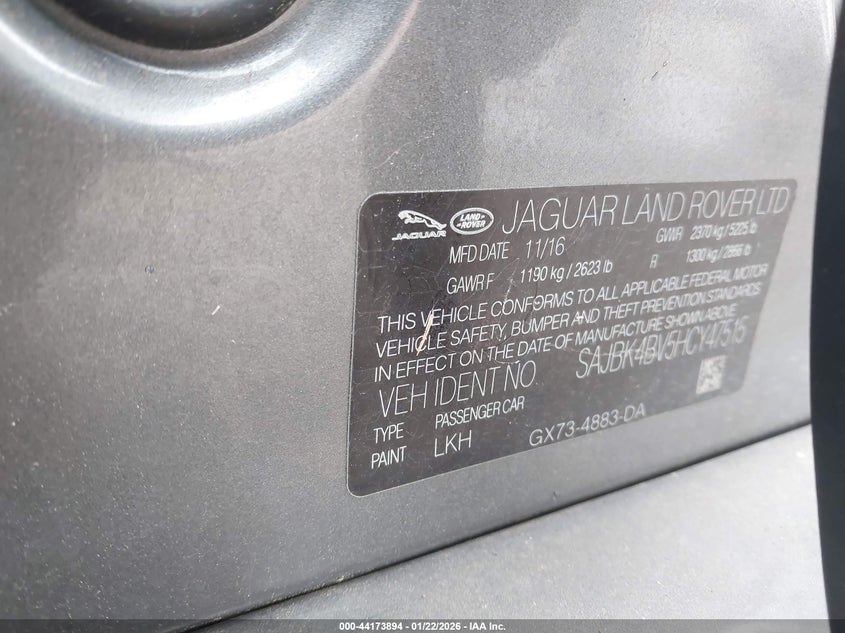 JAGUAR
LAND ROVER
JAGUAR LAND ROVER LTD
MFD DATE 11/16 GVWR 2370 kg / 5225 lb
GAWR F 1190 kg / 2623 lb R 1300 kg / 2866 lb
THIS VEHICLE CONFORMS TO ALL APPLICABLE FEDERAL MOTOR
VEHICLE SAFETY, BUMPER AND THEFT PREVENTION STANDARDS
IN EFFECT ON THE DATE OF MANUFACTURE SHOWN ABOVE
VEH IDENT NO SAJBK4BV5HCY47515
TYPE PASSENGER CAR
PAINT LKH GX73-4883-DA
000-44173894 - 01/22/2026 - IAA Inc.